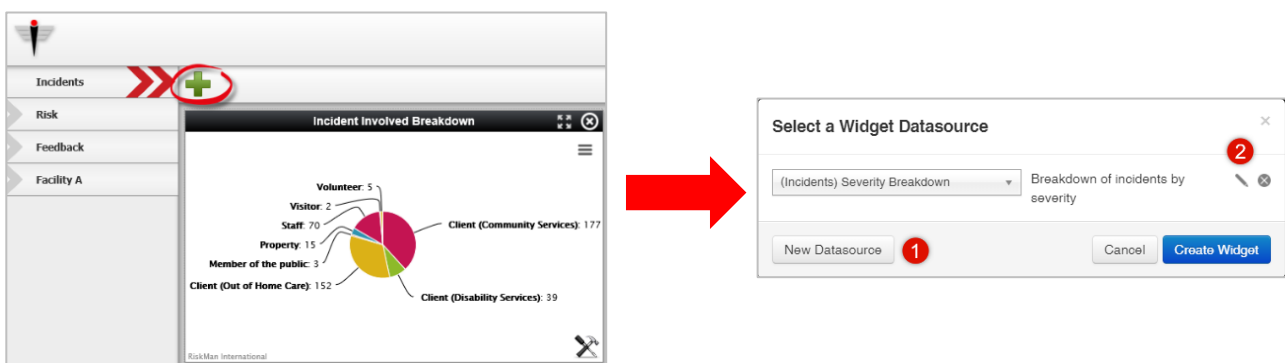 Incidents
Risk
Feedback
Facility A
Incident Involved Breakdown
Volunteer: 5
Visitor: 2
Staff: 70
Property: 15
Member of the public: 3
Client (Out of Home Care): 152
Client (Community Services): 177
Client (Disability Services): 39
RiskMan International
Select a Widget Datasource
×
2
(Incidents) Severity Breakdown
Breakdown of incidents by
severity
New Datasource
1
Cancel
Create Widget